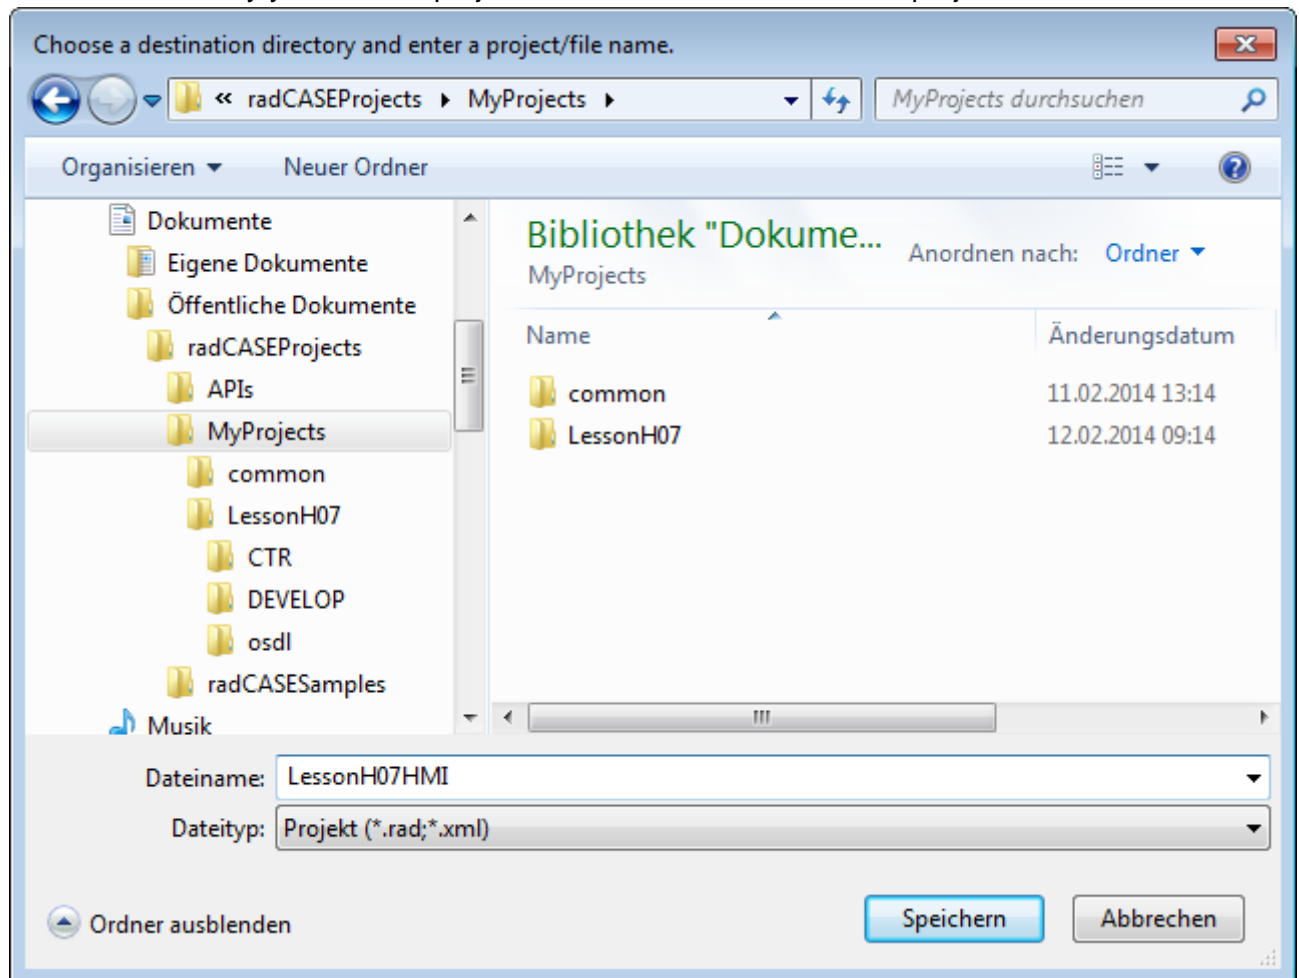 Choose a destination directory and enter a project/file name.
« radCASEProjects MyProjects
MyProjects durchsuchen
Organisieren Neuer Ordner
Dokumente
Eigene Dokumente
Öffentliche Dokumente
radCASEProjects
APIs
MyProjects
common
LessonH07
CTR
DEVELOP
osdl
radCASESamples
Musik
Bibliothek "Dokume...
MyProjects
Anordnen nach: Ordner
Name Änderungsdatum
common 11.02.2014 13:14
LessonH07 12.02.2014 09:14
Dateiname: LessonH07HMI
Dateityp: Projekt (*.rad;*.xml)
Ordner ausblenden
Speichern Abbrechen